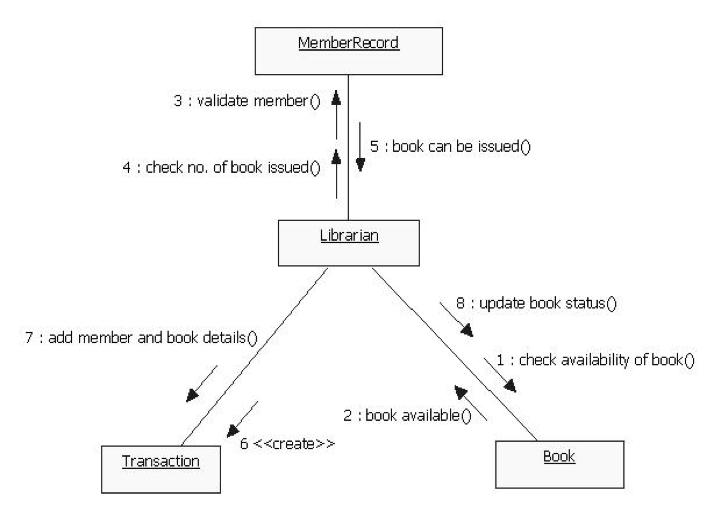 MemberRecord
3 : validate member()
5 : book can be issued()
4 : check no. of book issued()
Librarian
8 : update book status()
7 : add member and book details()
1 : check availability of book()
2 : book available()
6 <<create>>
Transaction
Book